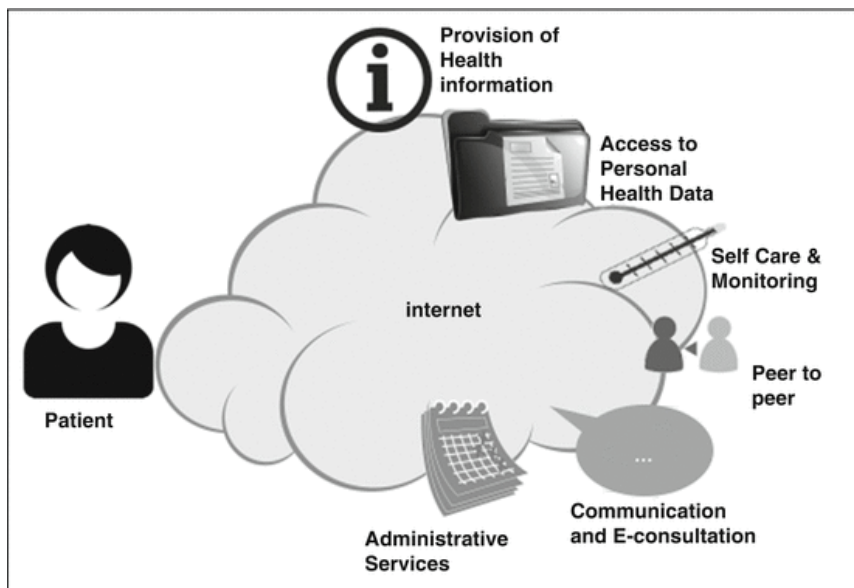 Provision of
Health
information
Access to
Personal
Health Data
Self Care &
Monitoring
internet
Peer to
peer
Patient
...
Communication
and E-consultation
Administrative
Services